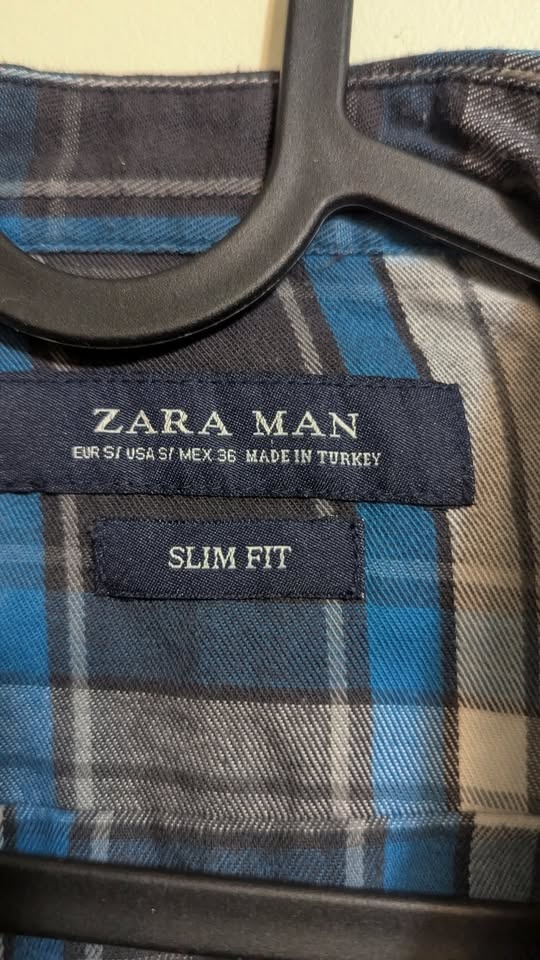 ZARA MAN
EUR S/ USA S/ MEX 36 MADE IN TURKEY
SLIM FIT